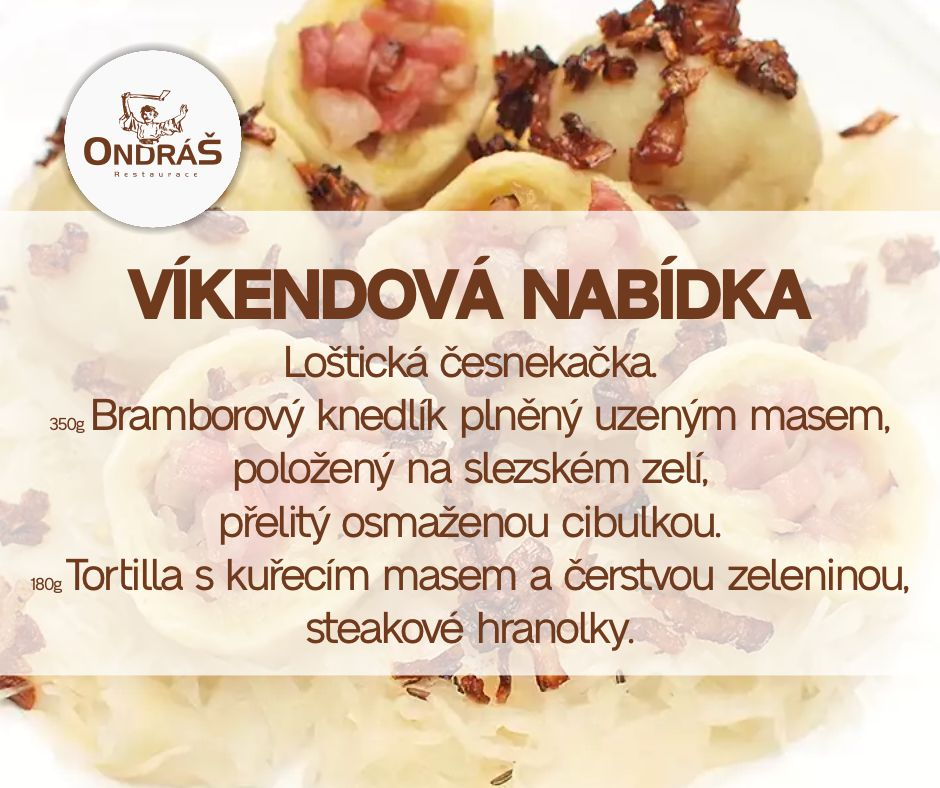 ONDRÁŠ
Restaurace
VÍKENDOVÁ NABÍDKA
Loštická česnekačka.
350g Bramborový knedlík plněný uzeným masem,
položený na slezském zelí,
přelitý osmaženou cibulkou.
180g Tortilla s kuřecím masem a čerstvou zeleninou,
steakové hranolky.